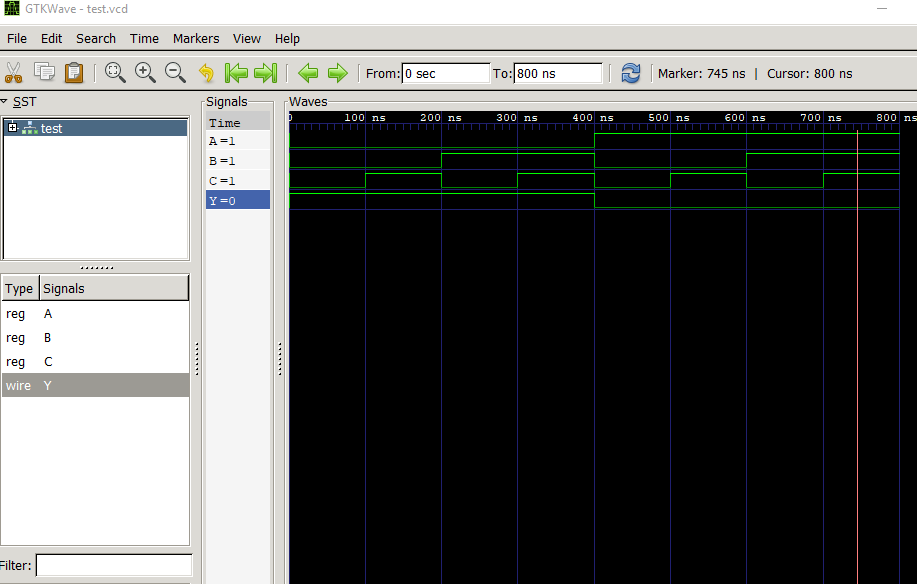 GTKWave - test.vcd
File Edit Search Time Markers View Help
From: 0 sec To: 800 ns Marker: 745 ns | Cursor: 800 ns
SST
test
Type Signals
reg A
reg B
reg C
wire Y
Filter:
Signals
Time
A=1
B=1
C=1
Y=0
Waves
0 100 ns 200 ns 300 ns 400 ns 500 ns 600 ns 700 ns 800 ns